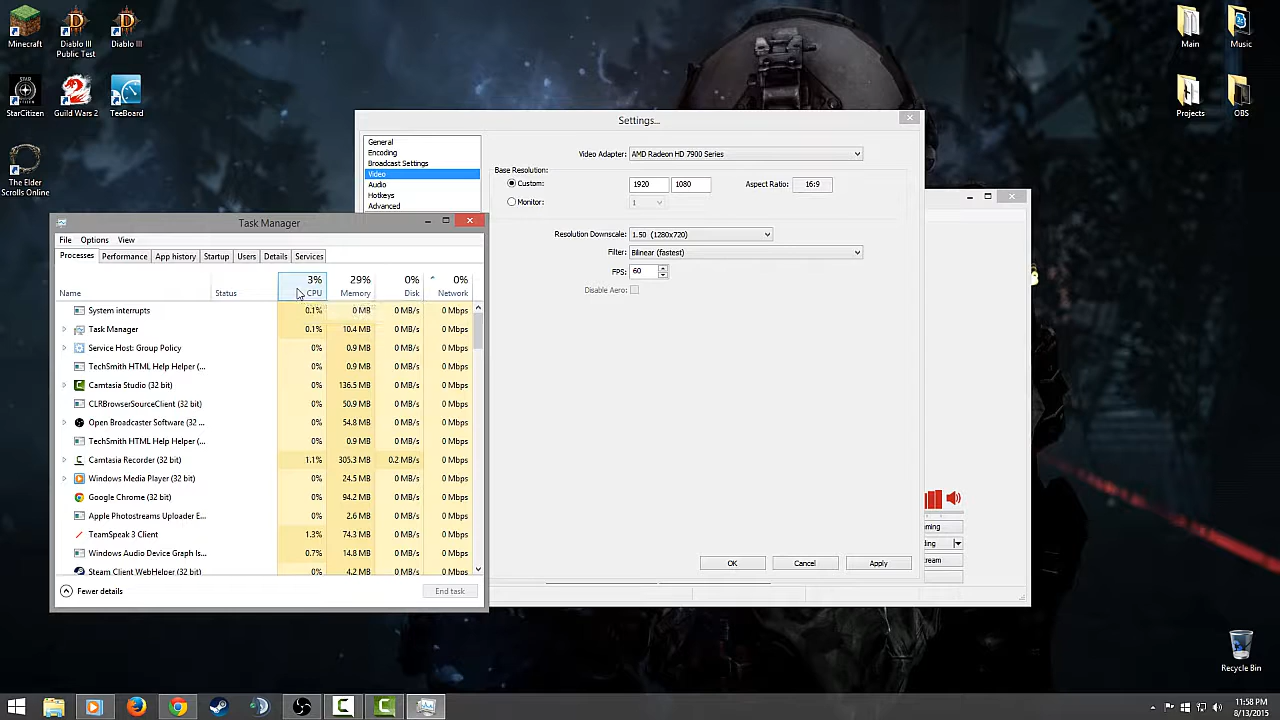 Minecraft
Diablo III
Public Test
Diablo III
StarCitizen
Guild Wars 2
TeeBoard
The Elder
Scrolls Online
Main
Music
Projects
OBS
Settings...
General
Encoding
Broadcast Settings
Video
Audio
Hotkeys
Advanced
Video Adapter: AMD Radeon HD 7900 Series
Base Resolution:
Custom: 1920 1080 Aspect Ratio: 16:9
Monitor: 1
Resolution Downscale: 1.50 (1280x720)
Filter: Bilinear (fastest)
FPS: 60
Disable Aero:
OK Cancel Apply
ming
ding
ream
Task Manager
File Options View
Processes Performance App history Startup Users Details Services
3% 29% 0% 0%
Name Status CPU Memory Disk Network
System interrupts 0.1% 0 MB 0 MB/s 0 Mbps
Task Manager 0.1% 10.4 MB 0 MB/s 0 Mbps
Service Host: Group Policy 0% 0.9 MB 0 MB/s 0 Mbps
TechSmith HTML Help Helper (... 0% 0.9 MB 0 MB/s 0 Mbps
Camtasia Studio (32 bit) 0% 136.5 MB 0 MB/s 0 Mbps
CLRBrowserSourceClient (32 bit) 0% 50.9 MB 0 MB/s 0 Mbps
Open Broadcaster Software (32 ... 0% 54.8 MB 0 MB/s 0 Mbps
TechSmith HTML Help Helper (... 0% 0.9 MB 0 MB/s 0 Mbps
Camtasia Recorder (32 bit) 1.1% 305.3 MB 0.2 MB/s 0 Mbps
Windows Media Player (32 bit) 0% 24.5 MB 0 MB/s 0 Mbps
Google Chrome (32 bit) 0% 94.2 MB 0 MB/s 0 Mbps
Apple Photostreams Uploader E... 0% 2.6 MB 0 MB/s 0 Mbps
TeamSpeak 3 Client 1.3% 74.3 MB 0 MB/s 0 Mbps
Windows Audio Device Graph Is... 0.7% 14.8 MB 0 MB/s 0 Mbps
Steam Client WebHelper (32 bit) 0% 4.2 MB 0 MB/s 0 Mbps
Fewer details End task
Recycle Bin
11:58 PM
8/13/2015